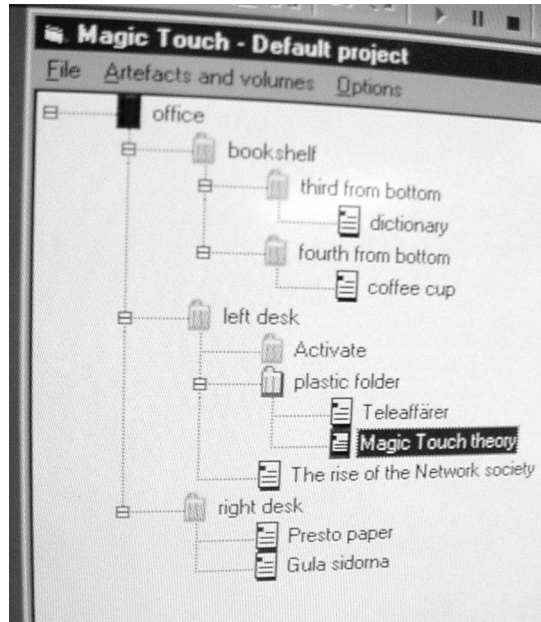 Magic Touch - Default project
File Artefacts and volumes Options
office
bookshelf
third from bottom
dictionary
fourth from bottom
coffee cup
left desk
Activate
plastic folder
Teleaffärer
Magic Touch theory
The rise of the Network society
right desk
Presto paper
Gula sidorna